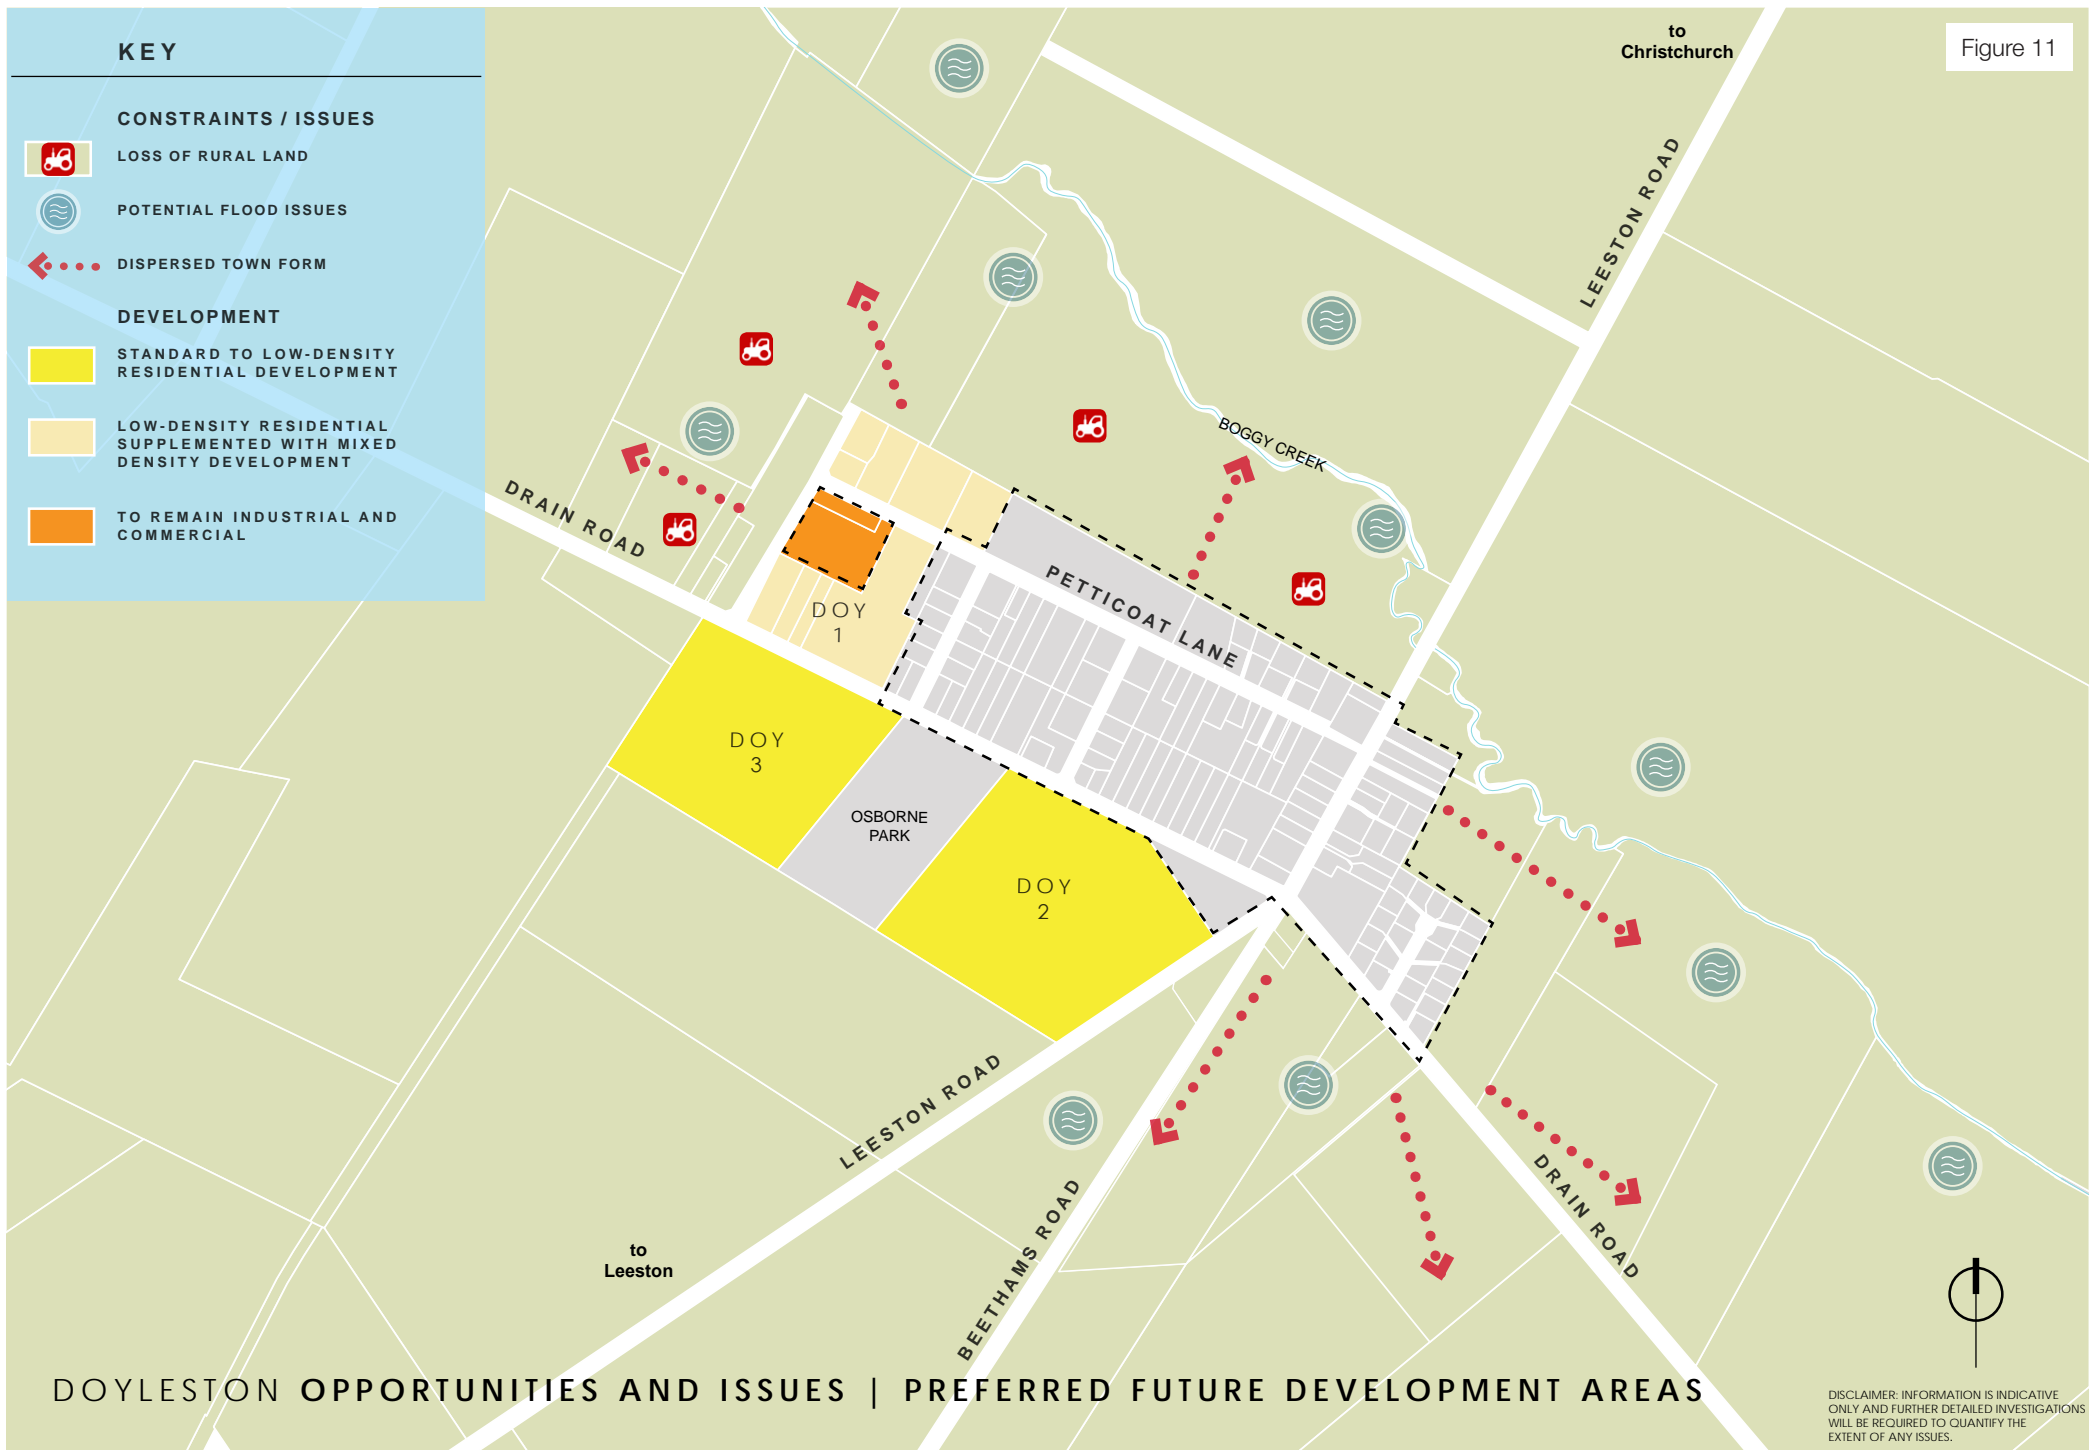 KEY
CONSTRAINTS / ISSUES
LOSS OF RURAL LAND
POTENTIAL FLOOD ISSUES
DISPERSED TOWN FORM
DEVELOPMENT
STANDARD TO LOW-DENSITY
RESIDENTIAL DEVELOPMENT
LOW-DENSITY RESIDENTIAL
SUPPLEMENTED WITH MIXED
DENSITY DEVELOPMENT
TO REMAIN INDUSTRIAL AND
COMMERCIAL
to
Christchurch
Figure 11
LEESTON ROAD
BOGGY CREEK
DRAIN ROAD
PETTICOAT LANE
DOY
1
DOY
3
OSBORNE
PARK
DOY
2
LEESTON ROAD
BEETHAMS ROAD
DRAIN ROAD
to
Leeston
DOYLESTON OPPORTUNITIES AND ISSUES | PREFERRED FUTURE DEVELOPMENT AREAS
DISCLAIMER: INFORMATION IS INDICATIVE
ONLY AND FURTHER DETAILED INVESTIGATIONS
WILL BE REQUIRED TO QUANTIFY THE
EXTENT OF ANY ISSUES.